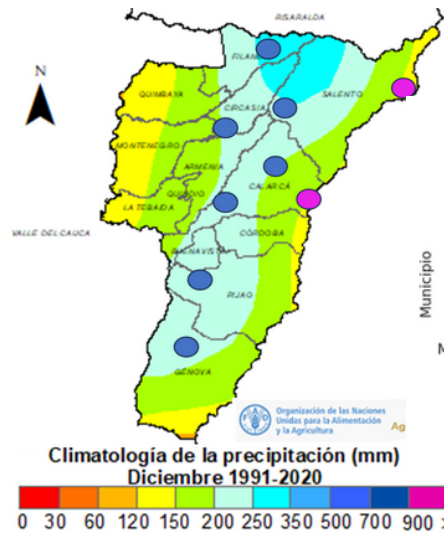 RISARALDA
N
FILAN
QUIMBAYA
SALENTO
CIRCASIA
MONTENEGRO
ARMENIA
QUINDIO
CALARCÁ
LA TEBAIDA
VALLE DEL CAUCA
CÓRDOBA
BUENAVISTA
PIJAO
GÉNOVA
Municipio
M
FAO
Organización de las Naciones
Unidas para la Alimentación
y la Agricultura
Ag
Climatología de la precipitación (mm)
Diciembre 1991-2020
0 30 60 120 150 200 250 350 500 700 900 >